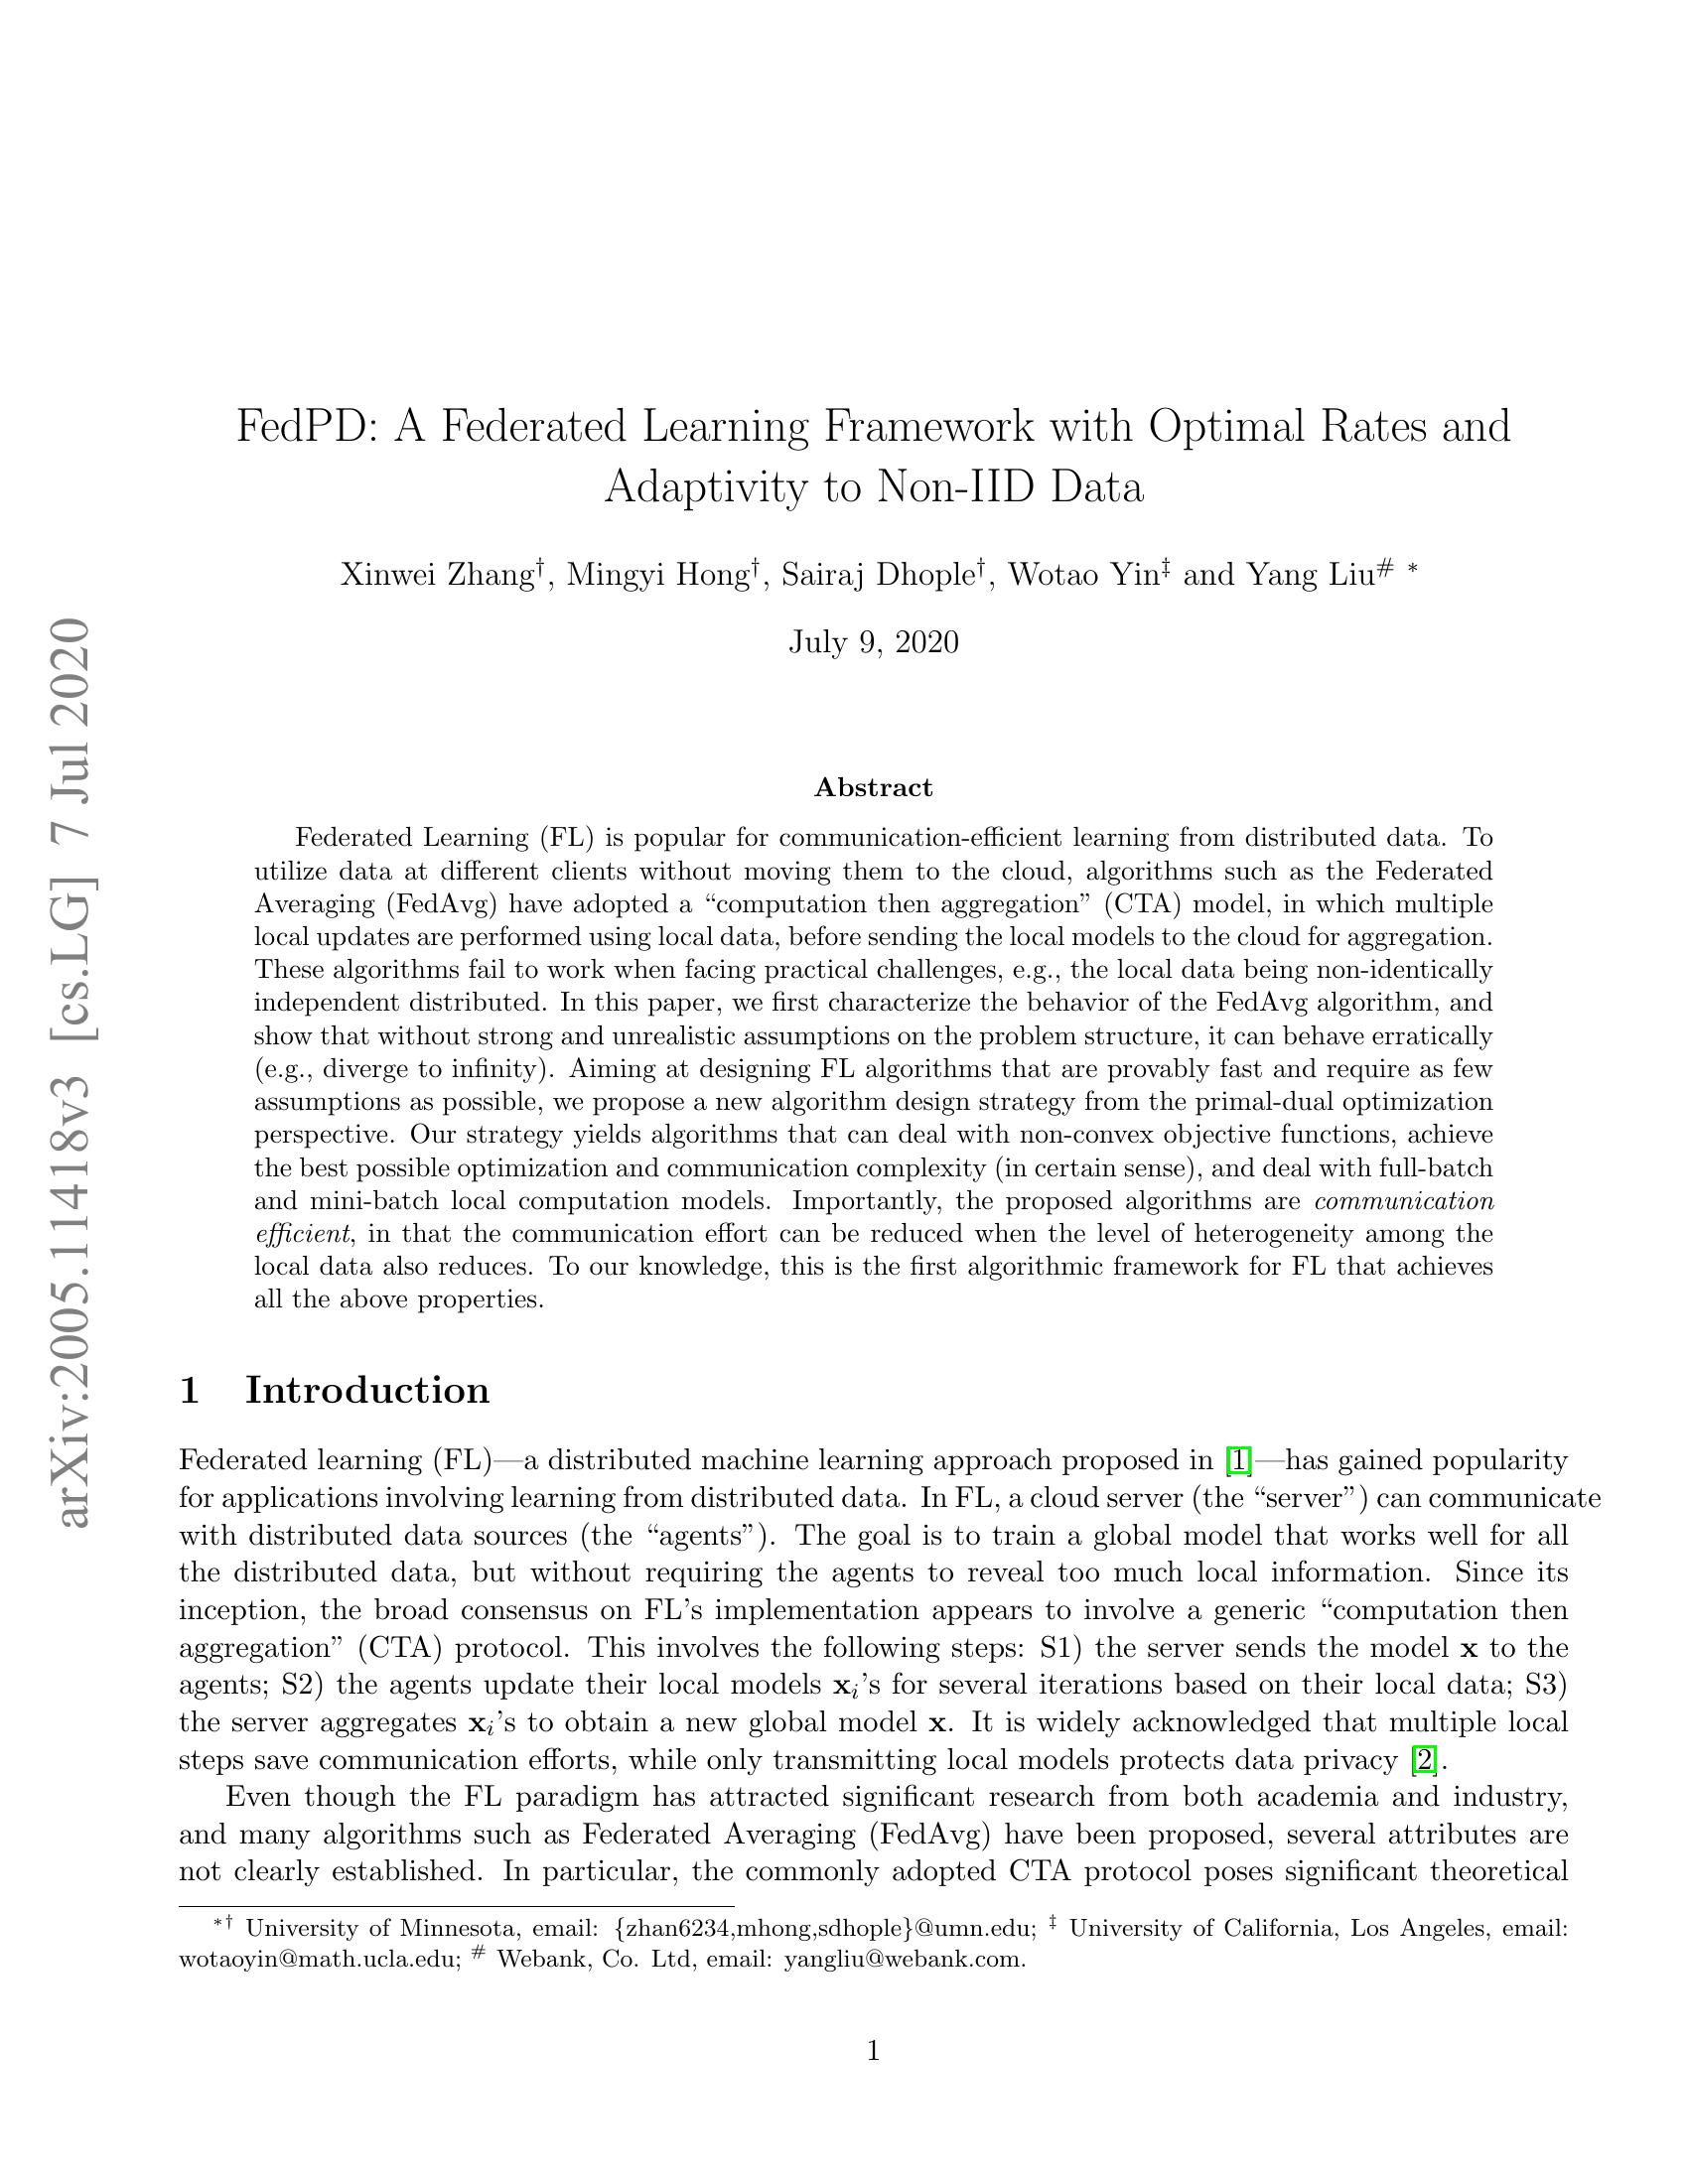 arXiv:2005.11418v3 [cs.LG] 7 Jul 2020
FedPD: A Federated Learning Framework with Optimal Rates and
Adaptivity to Non-IID Data
Xinwei Zhang†, Mingyi Hong†, Sairaj Dhople†, Wotao Yin‡ and Yang Liu# *
July 9, 2020
Abstract
Federated Learning (FL) is popular for communication-efficient learning from distributed data. To
utilize data at different clients without moving them to the cloud, algorithms such as the Federated
Averaging (FedAvg) have adopted a “computation then aggregation” (CTA) model, in which multiple
local updates are performed using local data, before sending the local models to the cloud for aggregation.
These algorithms fail to work when facing practical challenges, e.g., the local data being non-identically
independent distributed. In this paper, we first characterize the behavior of the FedAvg algorithm, and
show that without strong and unrealistic assumptions on the problem structure, it can behave erratically
(e.g., diverge to infinity). Aiming at designing FL algorithms that are provably fast and require as few
assumptions as possible, we propose a new algorithm design strategy from the primal-dual optimization
perspective. Our strategy yields algorithms that can deal with non-convex objective functions, achieve
the best possible optimization and communication complexity (in certain sense), and deal with full-batch
and mini-batch local computation models. Importantly, the proposed algorithms are communication
efficient, in that the communication effort can be reduced when the level of heterogeneity among the
local data also reduces. To our knowledge, this is the first algorithmic framework for FL that achieves
all the above properties.
1 Introduction
Federated learning (FL)—a distributed machine learning approach proposed in [1]—has gained popularity
for applications involving learning from distributed data. In FL, a cloud server (the “server”) can communicate
with distributed data sources (the “agents”). The goal is to train a global model that works well for all
the distributed data, but without requiring the agents to reveal too much local information. Since its
inception, the broad consensus on FL’s implementation appears to involve a generic “computation then
aggregation” (CTA) protocol. This involves the following steps: S1) the server sends the model x to the
agents; S2) the agents update their local models xᵢ’s for several iterations based on their local data; S3)
the server aggregates xᵢ’s to obtain a new global model x. It is widely acknowledged that multiple local
steps save communication efforts, while only transmitting local models protects data privacy [2].
Even though the FL paradigm has attracted significant research from both academia and industry,
and many algorithms such as Federated Averaging (FedAvg) have been proposed, several attributes are
not clearly established. In particular, the commonly adopted CTA protocol poses significant theoretical
*† University of Minnesota, email: {zhan6234,mhong,sdhople}@umn.edu; ‡ University of California, Los Angeles, email:
wotaoyin@math.ucla.edu; # Webank, Co. Ltd, email: yangliu@webank.com.
1